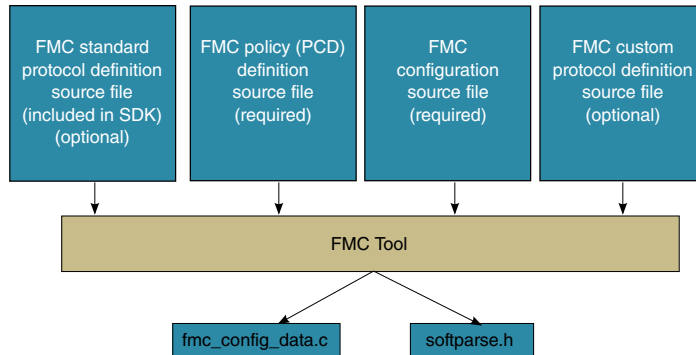 FMC standard
protocol definition
source file
(included in SDK)
(optional)
FMC policy (PCD)
definition
source file
(required)
FMC
configuration
source file
(required)
FMC custom
protocol definition
source file
(optional)
FMC Tool
fmc_config_data.c
softparse.h